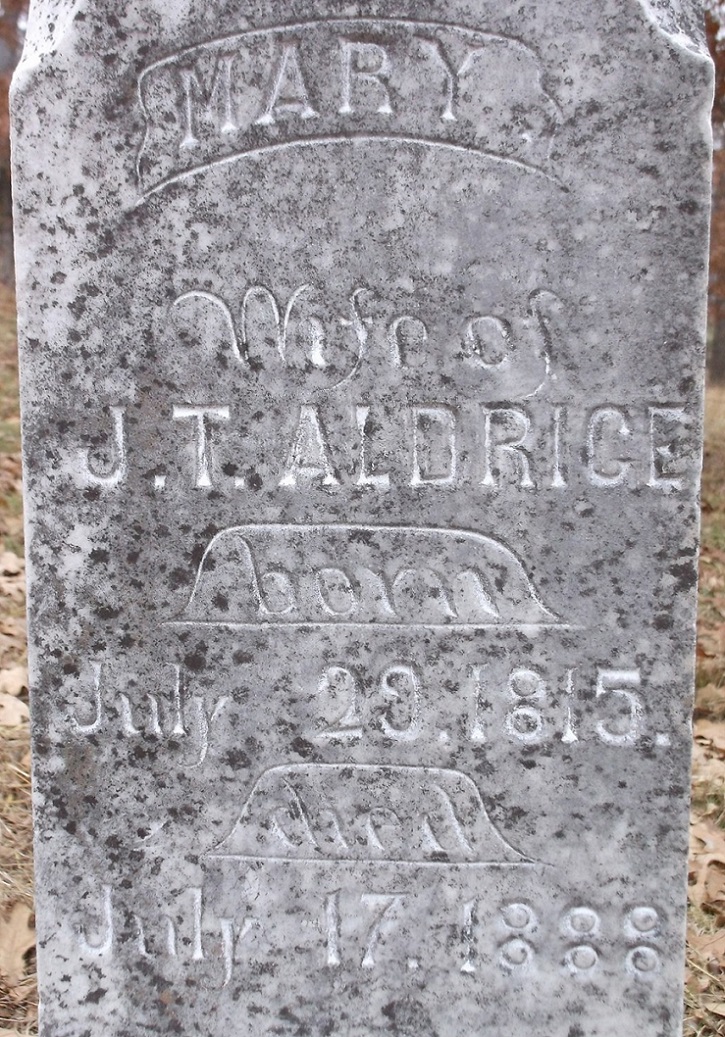 MARY,
Wife of
J.T. ALDRIGE
born
July 29.1815.
died
July 17.1888